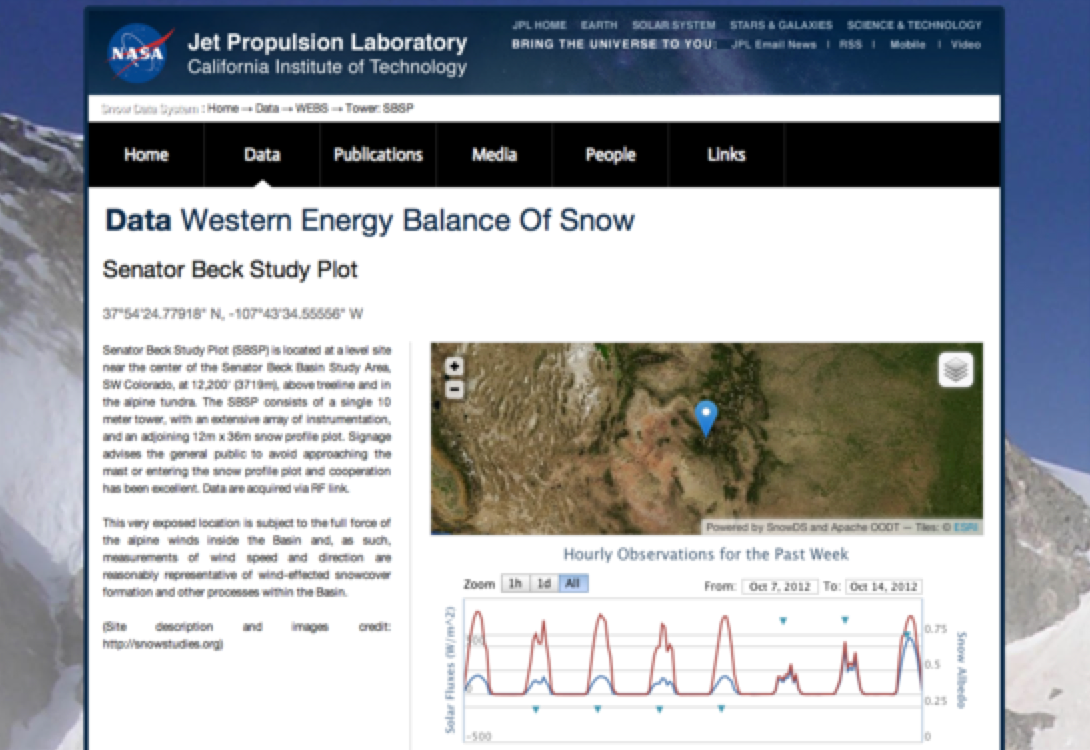 JPL HOME EARTH SOLAR SYSTEM STARS & GALAXIES SCIENCE & TECHNOLOGY
BRING THE UNIVERSE TO YOU: JPL Email News | RSS | Mobile | Video
NASA
Jet Propulsion Laboratory
California Institute of Technology
Snow Data System : Home → Data → WEBS → Tower: SBSP
Home Data Publications Media People Links
Data Western Energy Balance Of Snow
Senator Beck Study Plot
37°54'24.77918" N, -107°43'34.55556" W
Senator Beck Study Plot (SBSP) is located at a level site
near the center of the Senator Beck Basin Study Area,
SW Colorado, at 12,200' (3719m), above treeline and in
the alpine tundra. The SBSP consists of a single 10
meter tower, with an extensive array of instrumentation,
and an adjoining 12m x 36m snow profile plot. Signage
advises the general public to avoid approaching the
mast or entering the snow profile plot and cooperation
has been excellent. Data are acquired via RF link.
This very exposed location is subject to the full force of
the alpine winds inside the Basin and, as such,
measurements of wind speed and direction are
reasonably representative of wind-effected snowcover
formation and other processes within the Basin.
(Site description and images credit:
http://snowstudies.org)
+
−
Powered by SnowDS and Apache OODT — Tiles: © ESRI
Hourly Observations for the Past Week
Zoom 1h 1d All From: Oct 7, 2012 To: Oct 14, 2012
Solar Fluxes (W/m^2)
500
0
-500
0.75
0.5
0.25
0
Snow Albedo